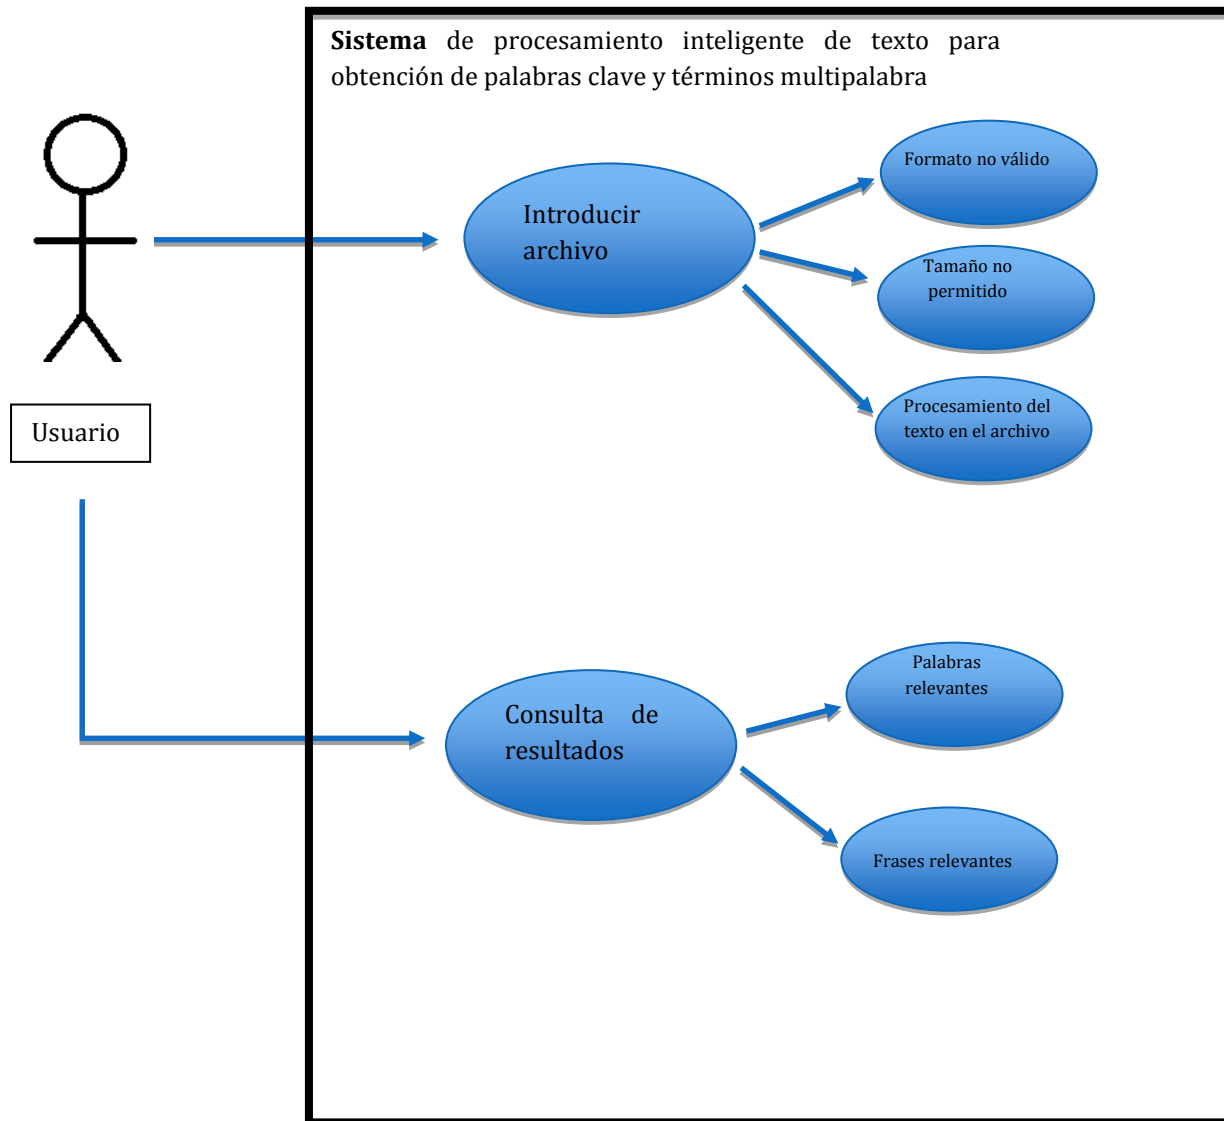 Sistema de procesamiento inteligente de texto para
obtención de palabras clave y términos multipalabra
Formato no válido
Introducir
archivo
Tamaño no
permitido
Procesamiento del
texto en el archivo
Usuario
Palabras
relevantes
Consulta de
resultados
Frases relevantes